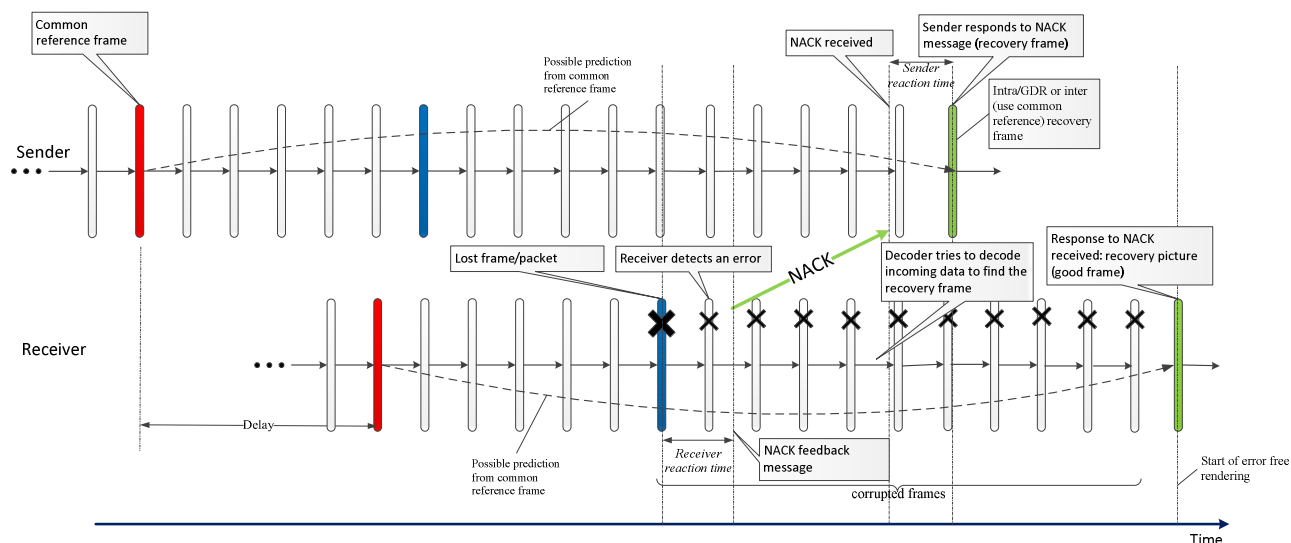 Common
reference frame
Possible prediction
from common
reference frame
NACK received
Sender responds to NACK
message (recovery frame)
Sender
reaction time
Intra/GDR or inter
(use common
reference) recovery
frame
Sender
Lost frame/packet
Receiver detects an error
NACK
Decoder tries to decode
incoming data to find the
recovery frame
Response to NACK
received: recovery picture
(good frame)
Receiver
Delay
Possible prediction
from common
reference frame
Receiver
reaction time
NACK feedback
message
corrupted frames
Start of error free
rendering
Time